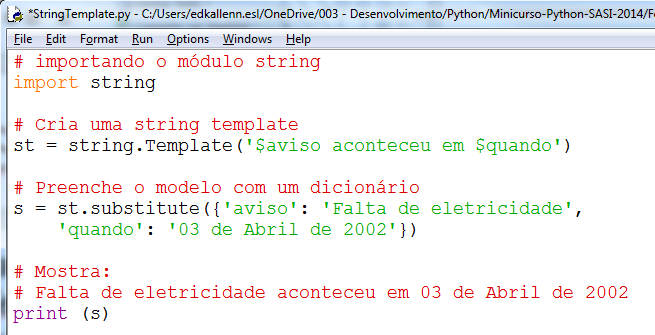 *StringTemplate.py - C:/Users/edkallenn.esl/OneDrive/003 - Desenvolvimento/Python/Minicurso-Python-SASI-2014/
File Edit Format Run Options Windows Help
# importando o módulo string
import string
# Cria uma string template
st = string.Template('$aviso aconteceu em $quando')
# Preenche o modelo com um dicionário
s = st.substitute({'aviso': 'Falta de eletricidade',
'quando': '03 de Abril de 2002'})
# Mostra:
# Falta de eletricidade aconteceu em 03 de Abril de 2002
print (s)